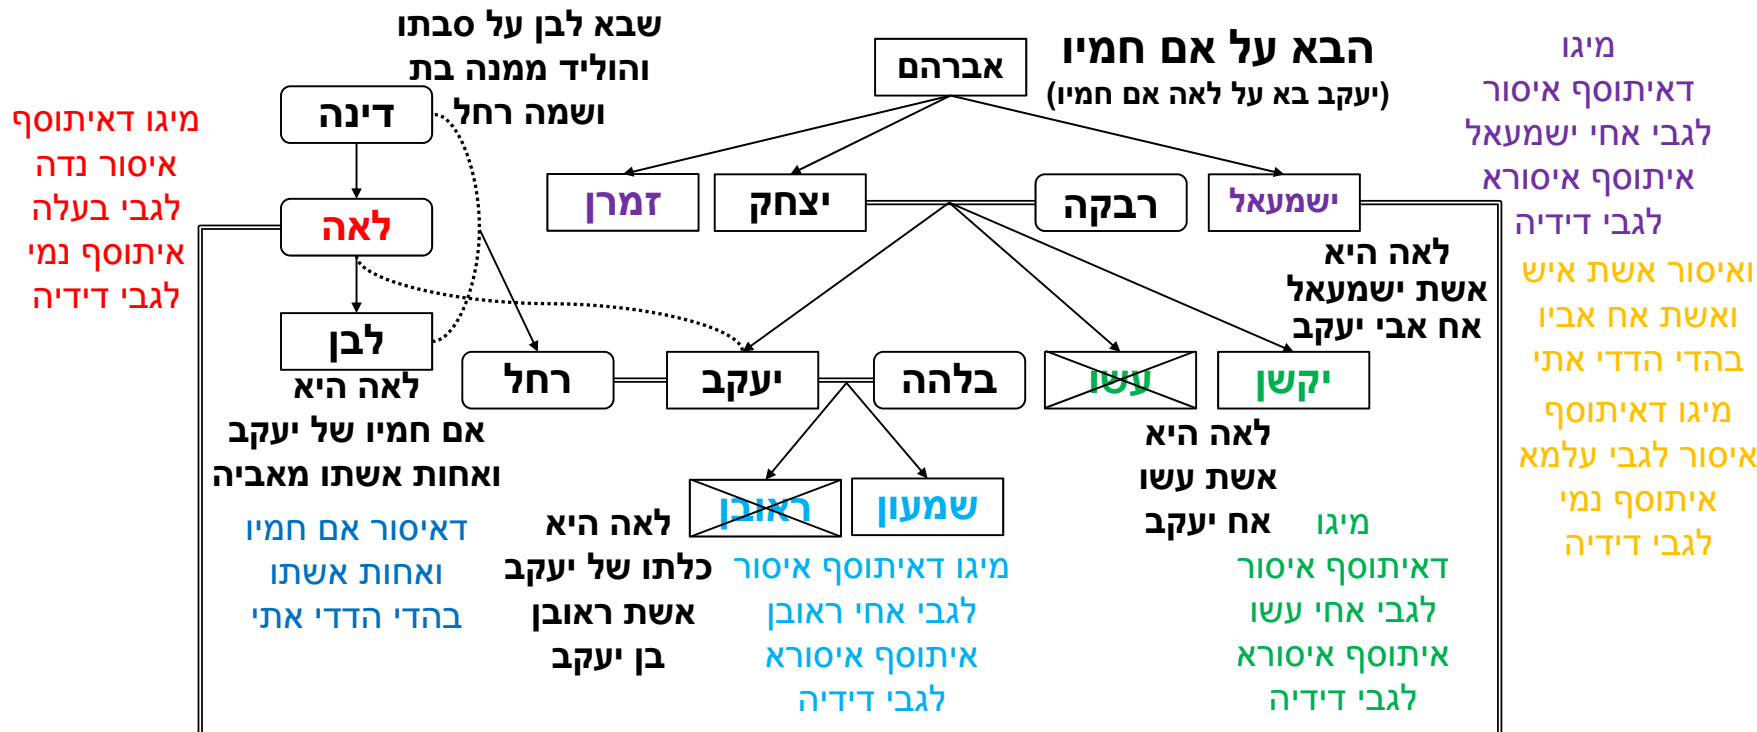 הבא על אם חמיו
(יעקב בא על לאה אם חמיו)
אברהם
שבא לבן על סבתו
והוליד ממנה בת
ושמה רחל
דינה
לאה
לבן
מיגו דאיתוסף
איסור נדה
לגבי בעלה
איתוסף נמי
לגבי דידיה
מיגו
דאיתוסף איסור
לגבי אחי ישמעאל
איתוסף איסורא
לגבי דידיה
ישמעאל
רבקה
יצחק
זמרן
לאה היא
אשת ישמעאל
אח אבי יעקב
ואיסור אשת איש
ואשת אח אביו
בהדי הדדי אתי
מיגו דאיתוסף
איסור לגבי עלמא
איתוסף נמי
לגבי דידיה
יקשן
עשו
בלהה
יעקב
רחל
לאה היא
אם חמיו של יעקב
ואחות אשתו מאביה
דאיסור אם חמיו
ואחות אשתו
בהדי הדדי אתי
לאה היא
אשת עשו
אח יעקב
מיגו
דאיתוסף איסור
לגבי אחי עשו
איתוסף איסורא
לגבי דידיה
שמעון
ראובן
לאה היא
כלתו של יעקב
אשת ראובן
בן יעקב
מיגו דאיתוסף איסור
לגבי אחי ראובן
איתוסף איסורא
לגבי דידיה